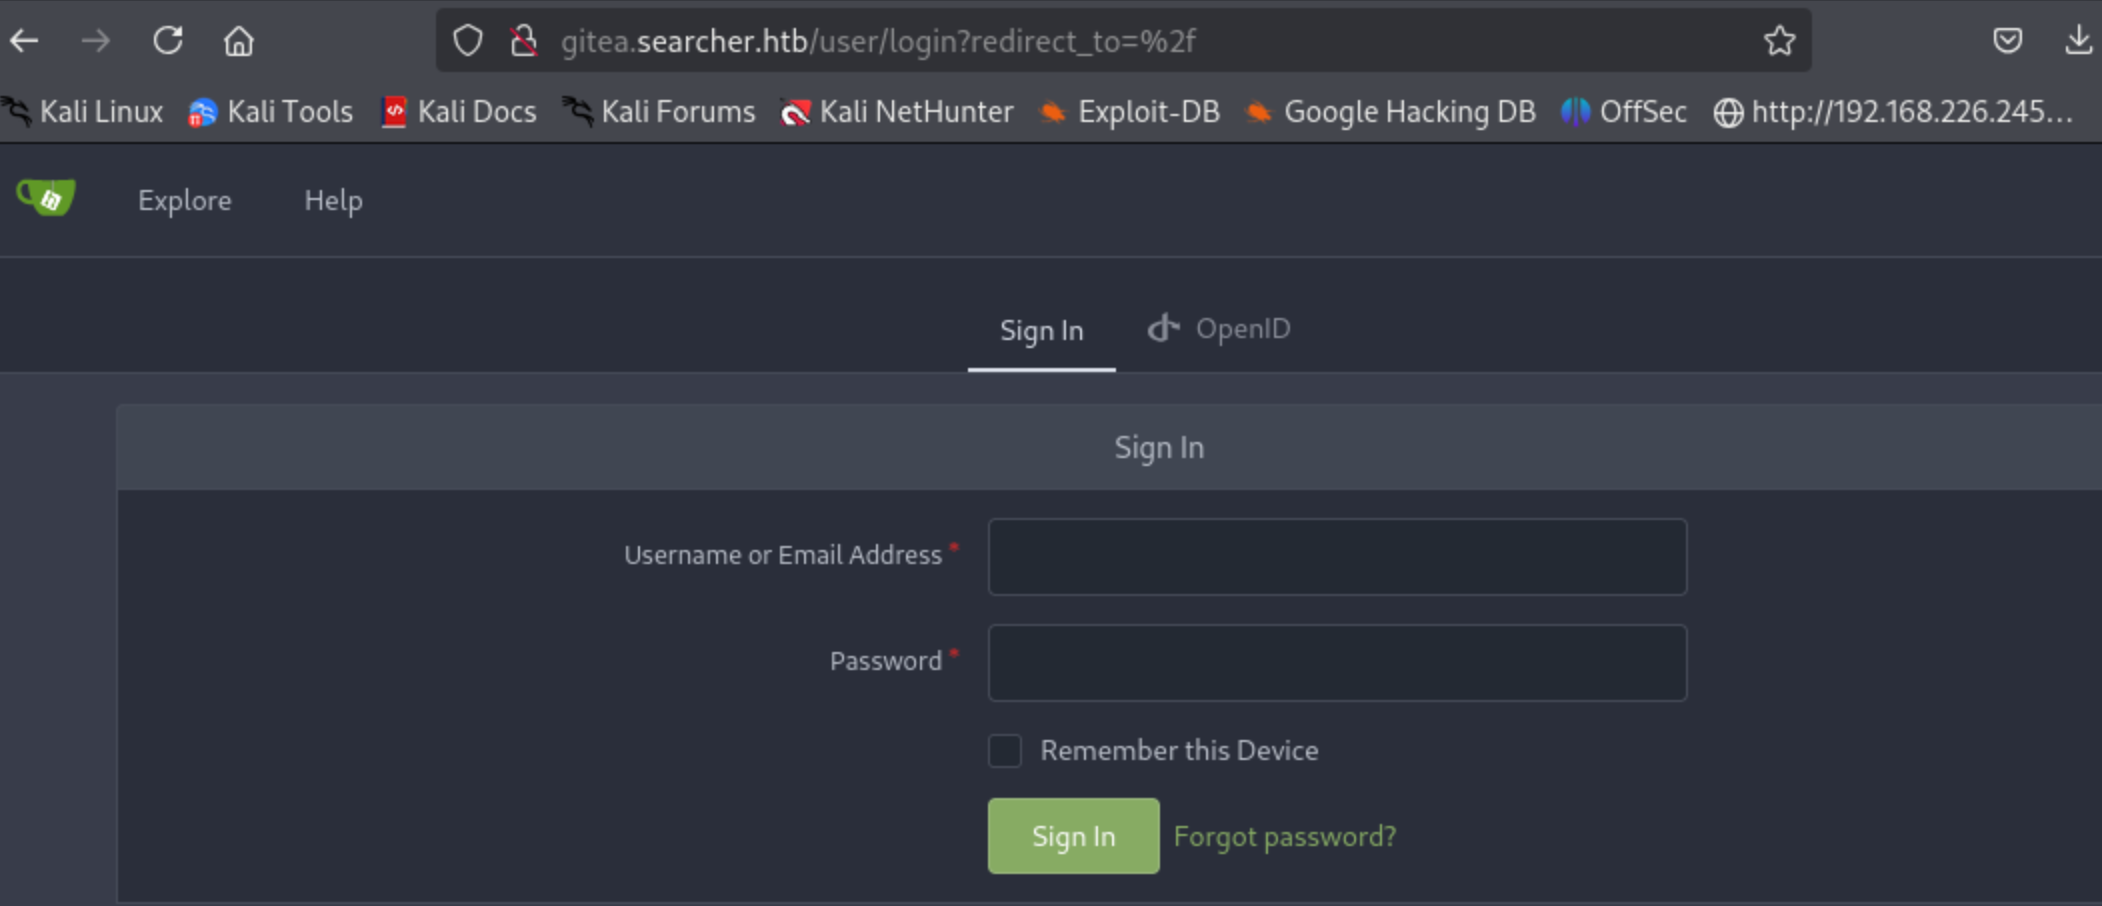 gitea.searcher.htb/user/login?redirect_to=%2f
Kali Linux Kali Tools Kali Docs Kali Forums Kali NetHunter Exploit-DB Google Hacking DB OffSec http://192.168.226.245...
Explore Help
Sign In OpenID
Sign In
Username or Email Address *
Password *
Remember this Device
Sign In Forgot password?